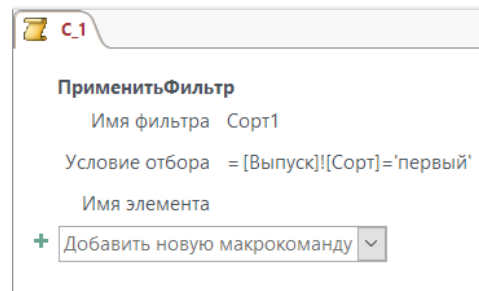 С_1
ПрименитьФильтр
Имя фильтра Сорт1
Условие отбора =[Выпуск]![Сорт]='первый'
Имя элемента
Добавить новую макрокоманду